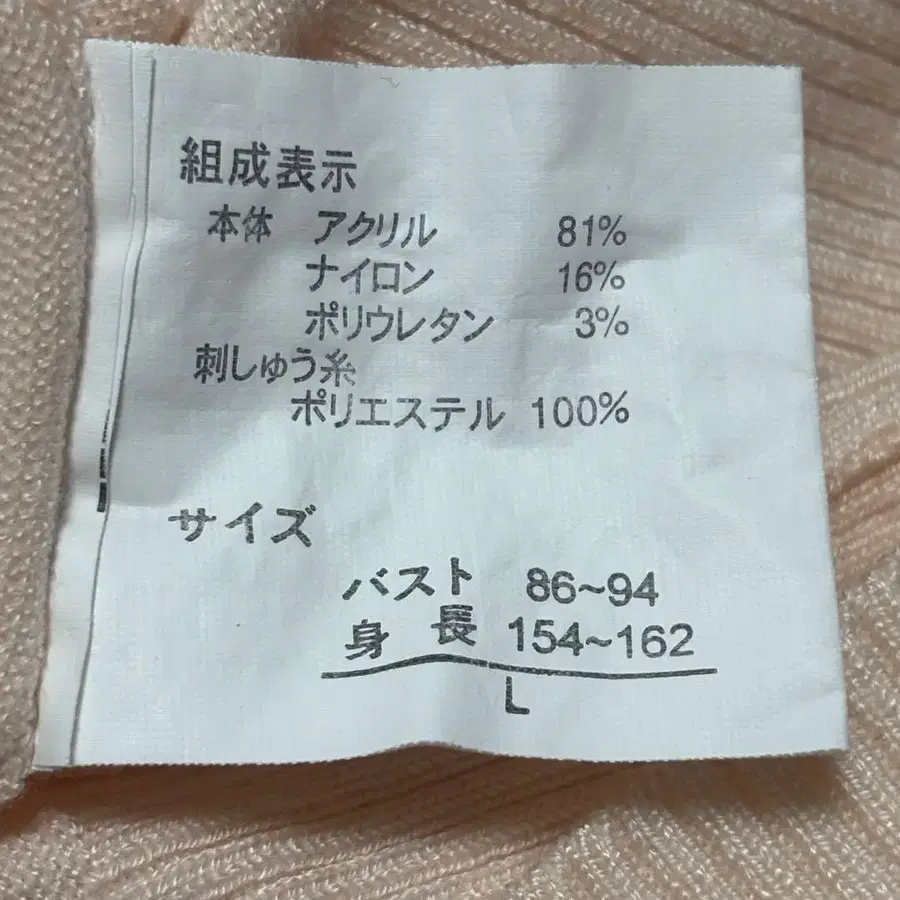 組成表示
本体 アクリル 81%
ナイロン 16%
ポリウレタン 3%
刺しゅう糸
ポリエステル 100%
サイズ
バスト 86~94
身長 154~162
L